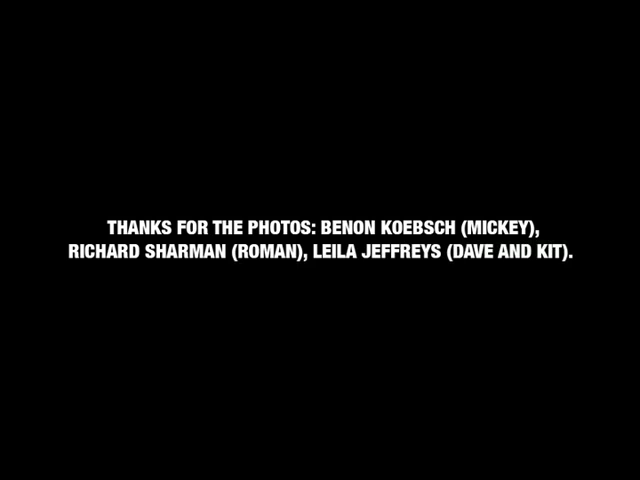 THANKS FOR THE PHOTOS: BENON KOEBSCH (MICKEY),
RICHARD SHARMAN (ROMAN), LEILA JEFFREYS (DAVE AND KIT).